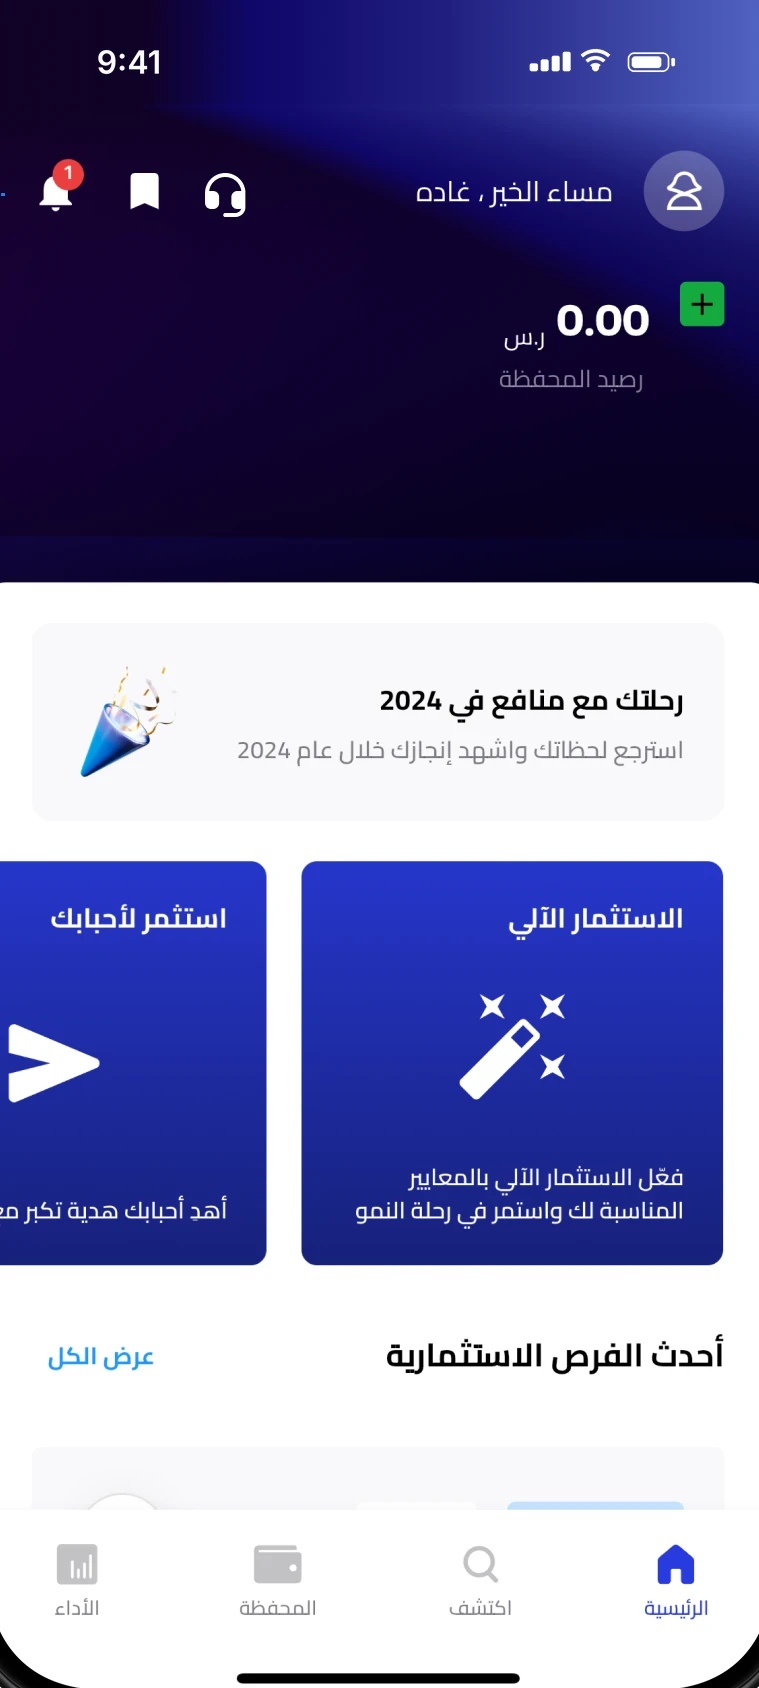 9:41
1
مساء الخير ، غاده
0.00 ر.س
رصيد المحفظة
رحلتك مع منافع في 2024
استرجع لحظاتك واشهد إنجازك خلال عام 2024
الاستثمار الآلي
فعّل الاستثمار الآلي بالمعايير
المناسبة لك واستمر في رحلة النمو
استثمر لأحبابك
أهدِ أحبابك هدية تكبر
أحدث الفرص الاستثمارية
عرض الكل
الرئيسية
اكتشف
المحفظة
الأداء